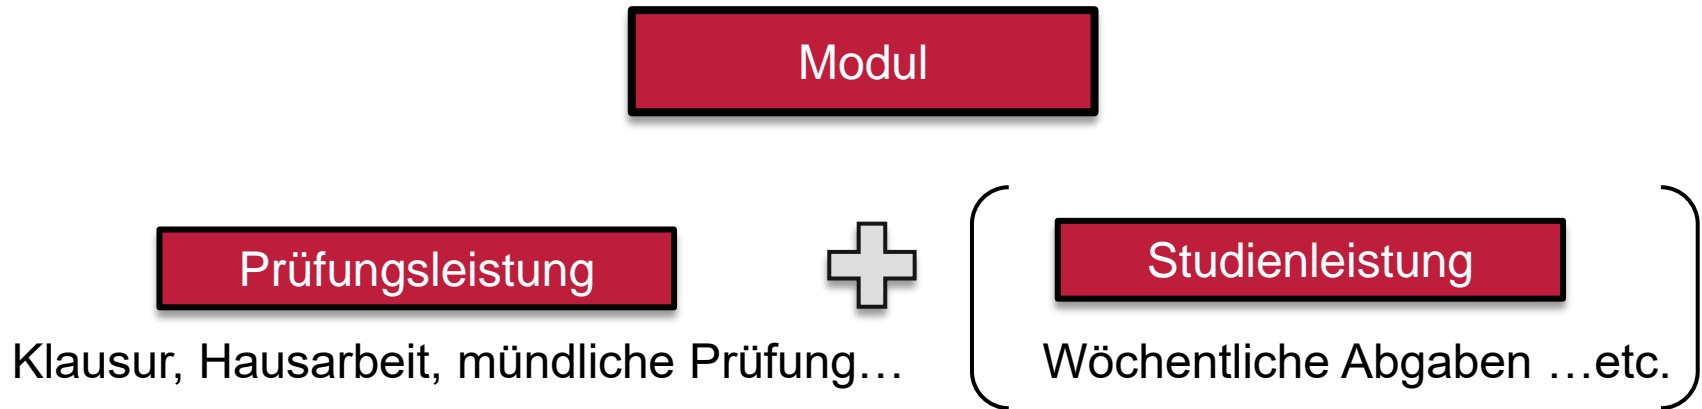 Modul
Prüfungsleistung
Studienleistung
Klausur, Hausarbeit, mündliche Prüfung…
Wöchentliche Abgaben …etc.